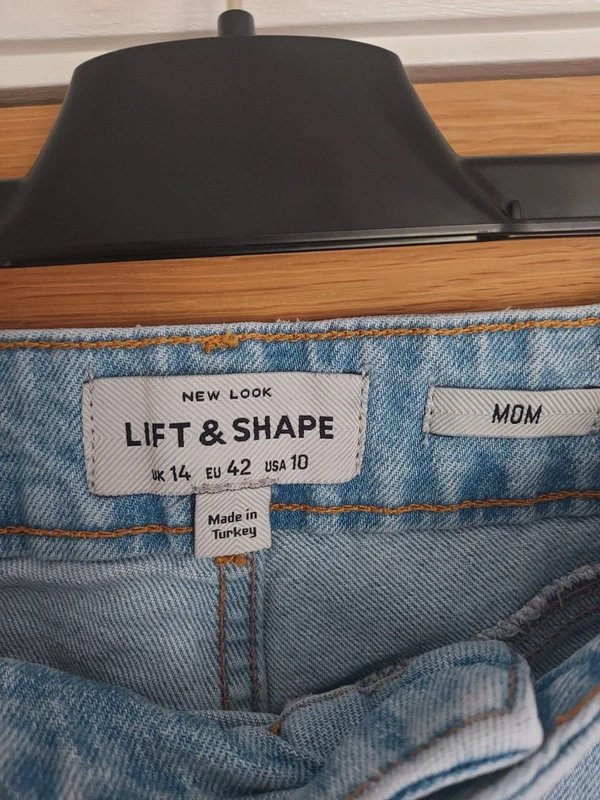 NEW LOOK
LIFT & SHAPE
UK 14 EU 42 USA 10
MOM
Made in
Turkey